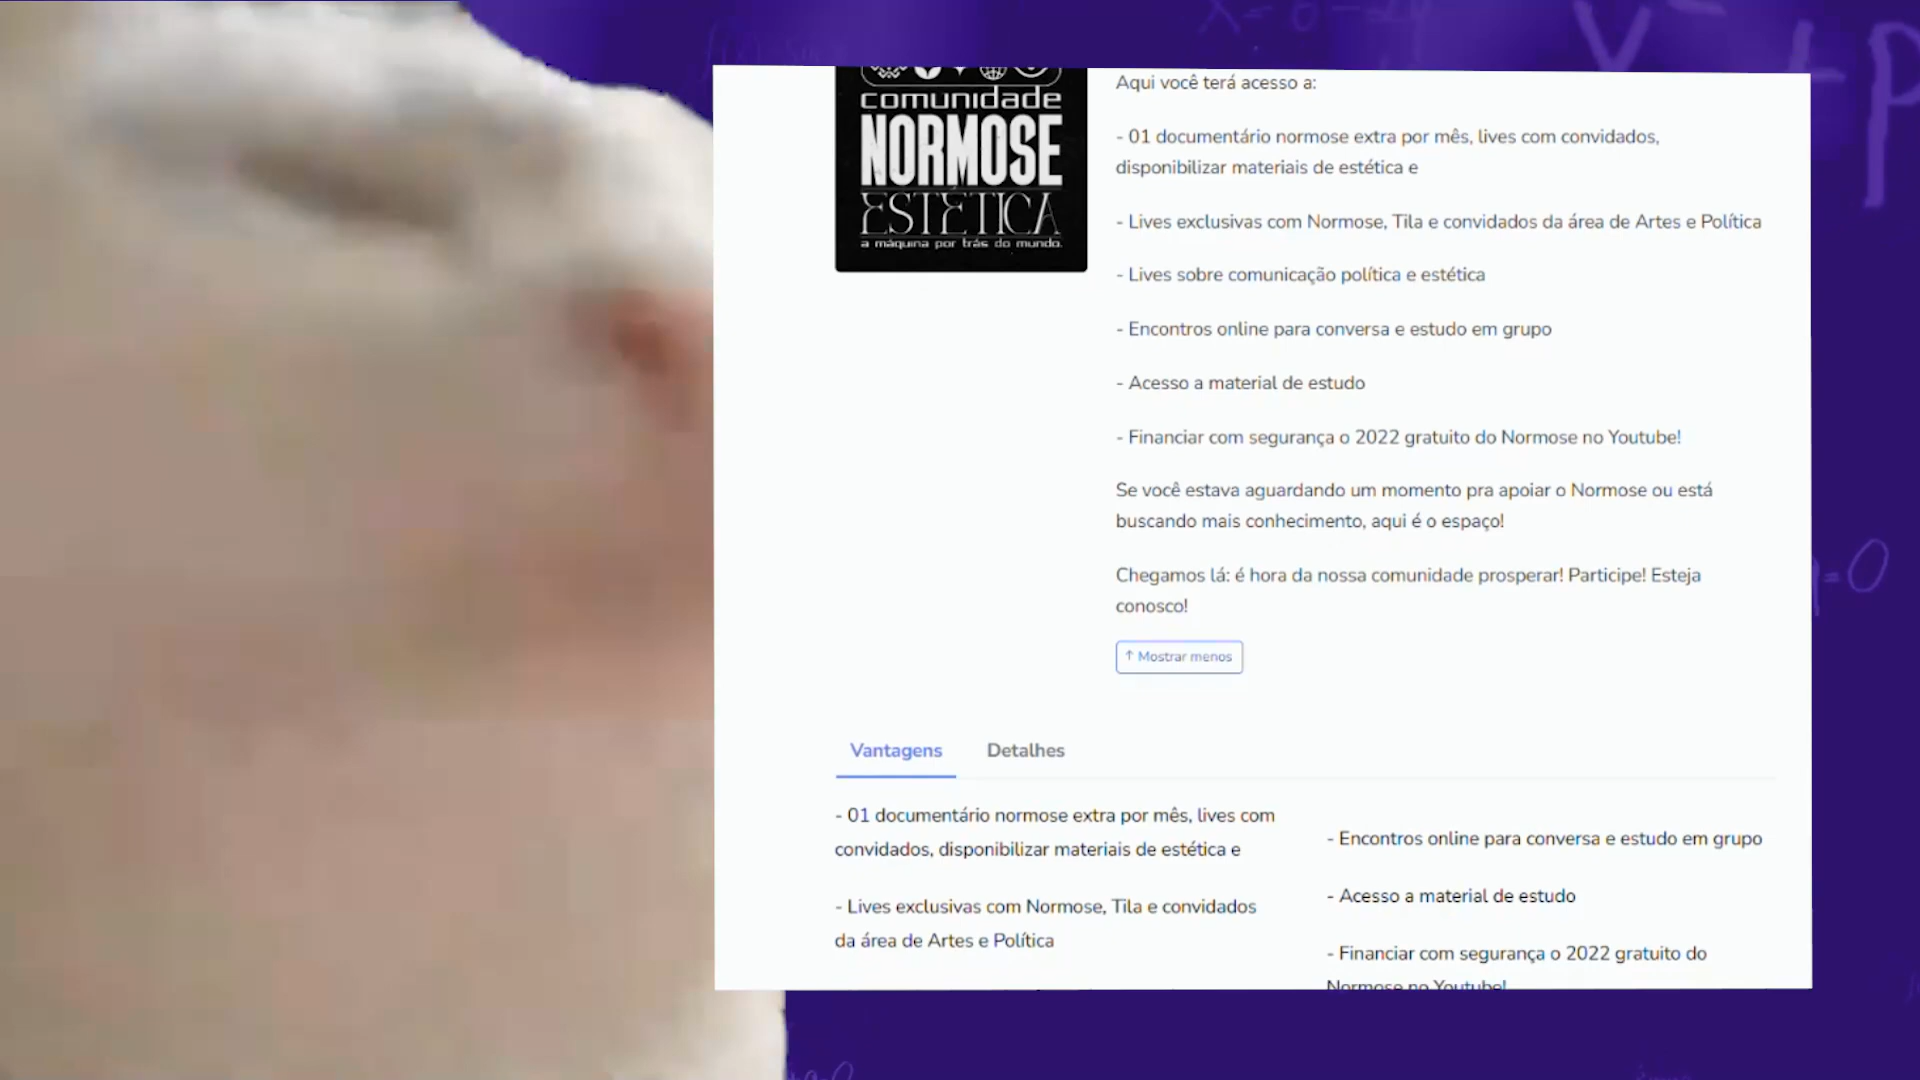 comunidade
NORMOSE
ESTÉTICA
a máquina por trás do mundo.
Aqui você terá acesso a:
- 01 documentário normose extra por mês, lives com convidados,
disponibilizar materiais de estética e
- Lives exclusivas com Normose, Tila e convidados da área de Artes e Política
- Lives sobre comunicação política e estética
- Encontros online para conversa e estudo em grupo
- Acesso a material de estudo
- Financiar com segurança o 2022 gratuito do Normose no Youtube!
Se você estava aguardando um momento pra apoiar o Normose ou está
buscando mais conhecimento, aqui é o espaço!
Chegamos lá: é hora da nossa comunidade prosperar! Participe! Esteja
conosco!
↑ Mostrar menos
Vantagens Detalhes
- 01 documentário normose extra por mês, lives com
convidados, disponibilizar materiais de estética e
- Lives exclusivas com Normose, Tila e convidados
da área de Artes e Política
- Encontros online para conversa e estudo em grupo
- Acesso a material de estudo
- Financiar com segurança o 2022 gratuito do
Normose no Youtube!